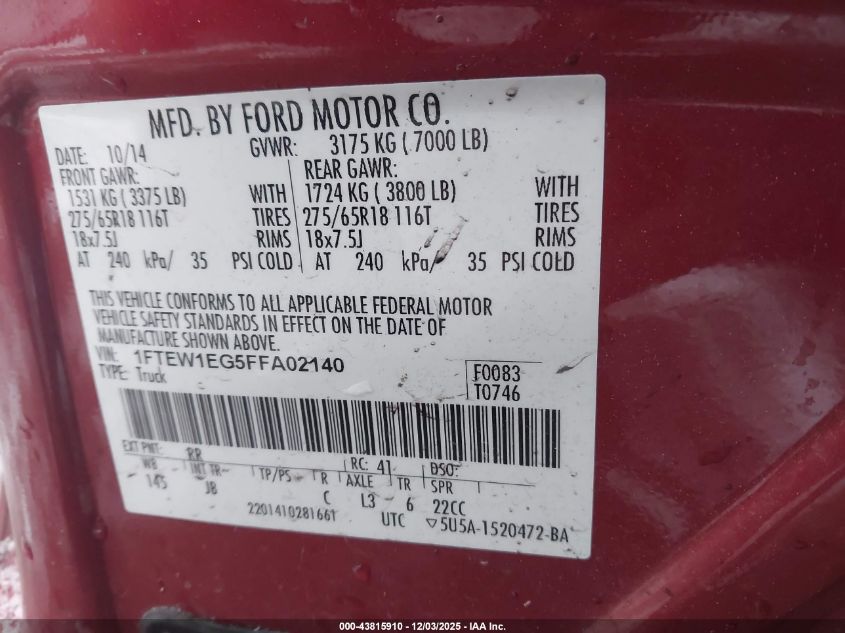 MFD. BY FORD MOTOR CO.
DATE: 10/14 GVWR: 3175 KG ( 7000 LB)
FRONT GAWR: REAR GAWR:
1531 KG ( 3375 LB) WITH 1724 KG ( 3800 LB) WITH
275/65R18 116T TIRES 275/65R18 116T TIRES
18x7.5J RIMS 18x7.5J RIMS
AT 240 kPa/ 35 PSI COLD AT 240 kPa/ 35 PSI COLD
THIS VEHICLE CONFORMS TO ALL APPLICABLE FEDERAL MOTOR
VEHICLE SAFETY STANDARDS IN EFFECT ON THE DATE OF
MANUFACTURE SHOWN ABOVE.
VIN: 1FTEW1EG5FFA02140
TYPE: Truck
F0083
T0746
EXT PNT: RR RC: 41 DSO:
WB INT TR TP/PS R AXLE TR SPR
145 JB C L3 6 22CC
2201410281661 UTC ▽5U5A-1520472-BA
000-43815910 - 12/03/2025 - IAA Inc.